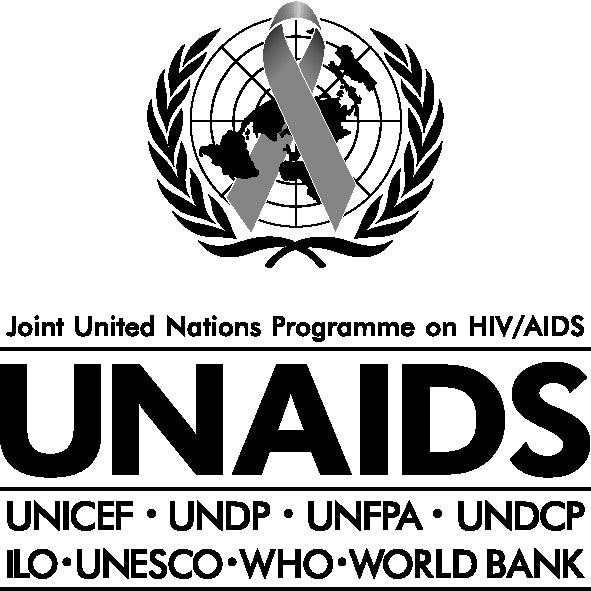 Joint United Nations Programme on HIV/AIDS
UNAIDS
UNICEF • UNDP • UNFPA • UNDCP
ILO•UNESCO•WHO•WORLD BANK